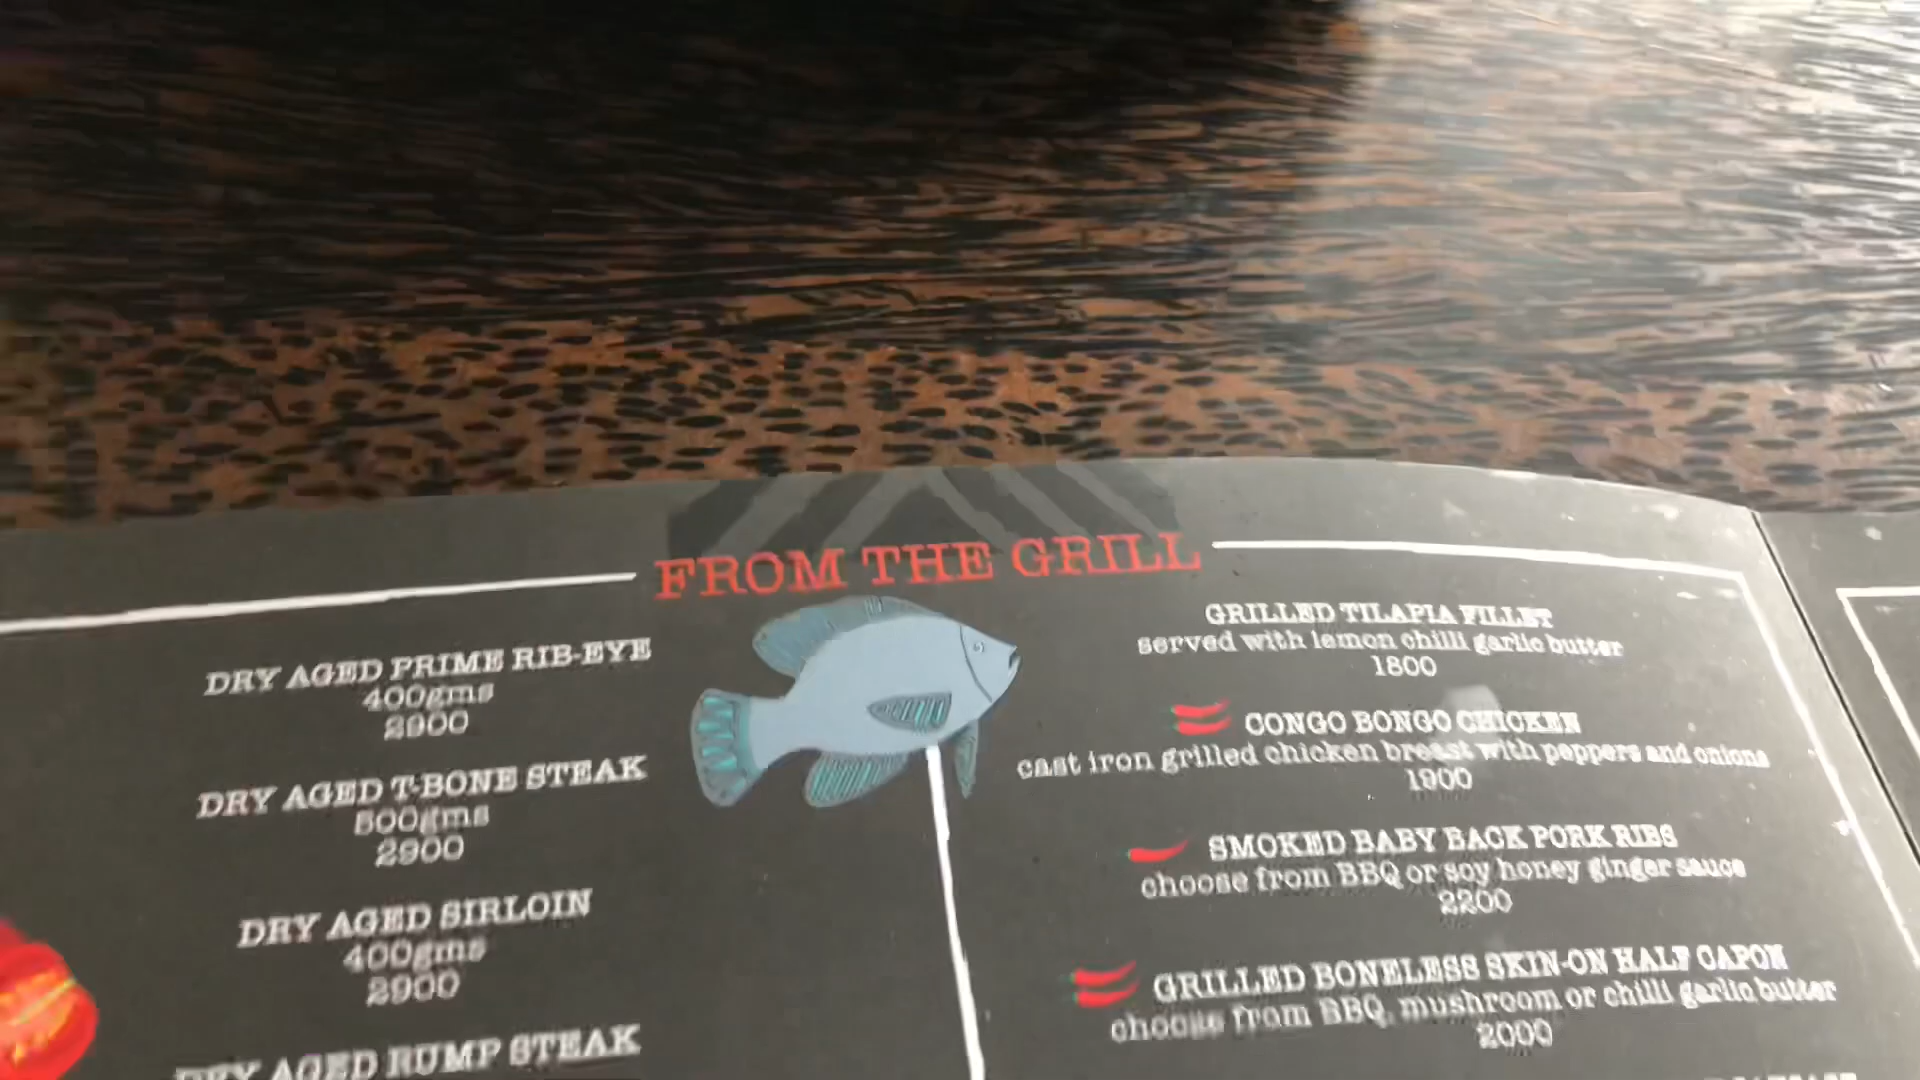 FROM THE GRILL
DRY AGED PRIME RIB-EYE
400gms
2900
DRY AGED T-BONE STEAK
500gms
2900
DRY AGED SIRLOIN
400gms
2900
DRY AGED RUMP STEAK
GRILLED TILAPIA FILLET
served with lemon chilli garlic butter
1800
CONGO BONGO CHICKEN
cast iron grilled chicken breast with peppers and onions
1900
SMOKED BABY BACK PORK RIBS
choose from BBQ or soy honey ginger sauce
2200
GRILLED BONELESS SKIN-ON HALF CAPON
choose from BBQ, mushroom or chilli garlic butter
2000